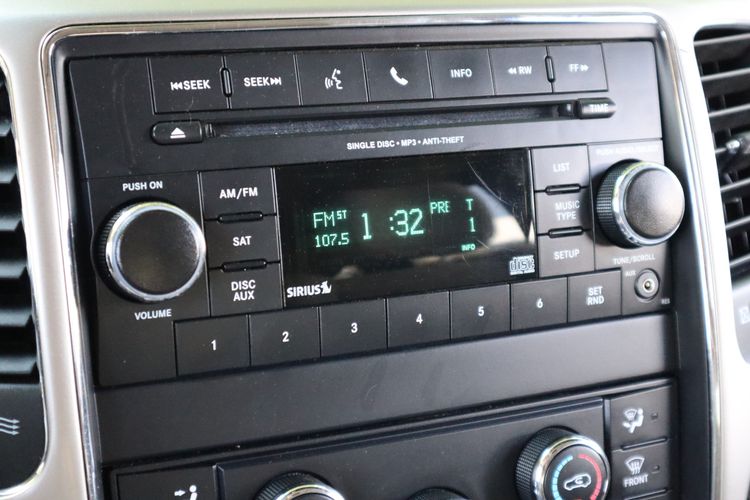 SEEK
SEEK
INFO
RW
FF
TIME
SINGLE DISC • MP3 • ANTI-THEFT
PUSH ON
AM/FM
SAT
DISC
AUX
VOLUME
FM ST
107.5
1:32
PRE
T
1
INFO
SIRIUS
disc
LIST
MUSIC
TYPE
SETUP
TUNE/SCROLL
AUX
SET
RND
1
2
3
4
5
6
FRONT